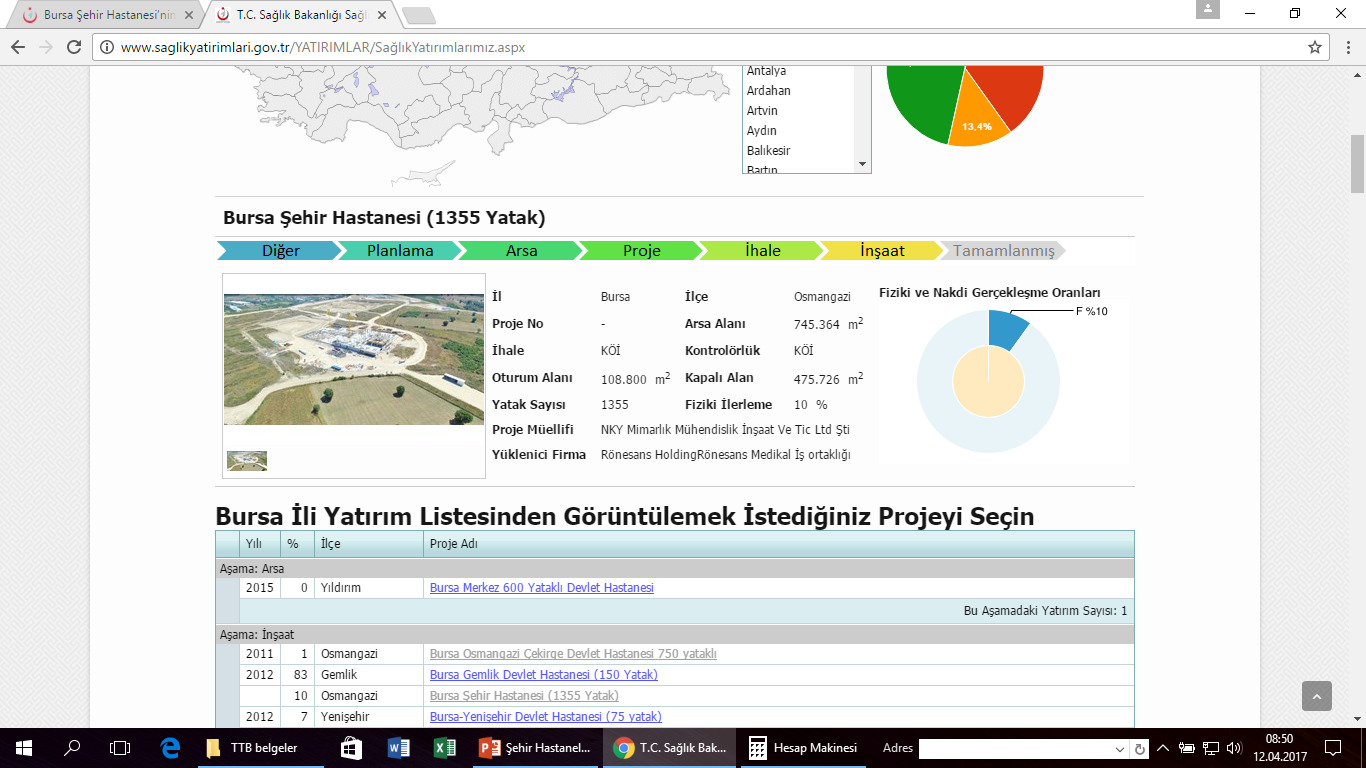 Bursa Şehir Hastanesi'nin
T.C. Sağlık Bakanlığı Sağl
www.saglikyatirimlari.gov.tr/YATIRIMLAR/SağlıkYatırımlarımız.aspx
Antalya
Ardahan
Artvin
Aydın
Balıkesir
Bartın
13,4%
Bursa Şehir Hastanesi (1355 Yatak)
Diğer Planlama Arsa Proje İhale İnşaat Tamamlanmış
Fiziki ve Nakdi Gerçekleşme Oranları
F %10
İl Bursa İlçe Osmangazi
Proje No - Arsa Alanı 745.364 m²
İhale KÖİ Kontrolörlük KÖİ
Oturum Alanı 108.800 m² Kapalı Alan 475.726 m²
Yatak Sayısı 1355 Fiziki İlerleme 10 %
Proje Müellifi NKY Mimarlık Mühendislik İnşaat Ve Tic Ltd Şti
Yüklenici Firma Rönesans HoldingRönesans Medikal İş ortaklığı
Bursa İli Yatırım Listesinden Görüntülemek İstediğiniz Projeyi Seçin
Yılı % İlçe Proje Adı
Aşama: Arsa
2015 0 Yıldırım Bursa Merkez 600 Yataklı Devlet Hastanesi
Bu Aşamadaki Yatırım Sayısı: 1
Aşama: İnşaat
2011 1 Osmangazi Bursa Osmangazi Çekirge Devlet Hastanesi 750 yataklı
2012 83 Gemlik Bursa Gemlik Devlet Hastanesi (150 Yatak)
10 Osmangazi Bursa Şehir Hastanesi (1355 Yatak)
2012 7 Yenişehir Bursa-Yenişehir Devlet Hastanesi (75 yatak)
TTB belgeler
Şehir Hastanel...
T.C. Sağlık Bak...
Hesap Makinesi
Adres
08:50
12.04.2017